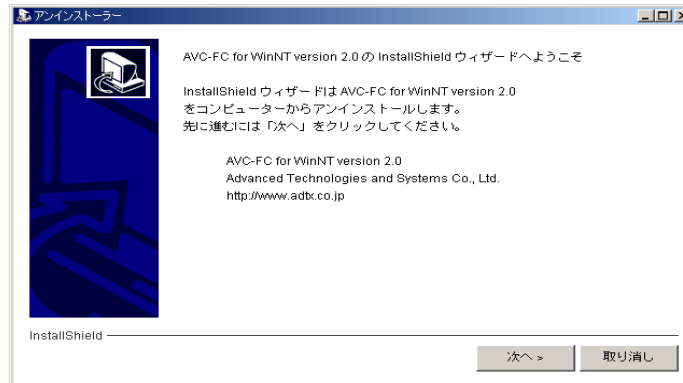 アンインストーラー
AVC-FC for WinNT version 2.0 の InstallShield ウィザードへようこそ
InstallShield ウィザードは AVC-FC for WinNT version 2.0
をコンピューターからアンインストールします。
先に進むには「次へ」をクリックしてください。
AVC-FC for WinNT version 2.0
Advanced Technologies and Systems Co., Ltd.
http://www.adtx.co.jp
InstallShield
次へ > 取り消し